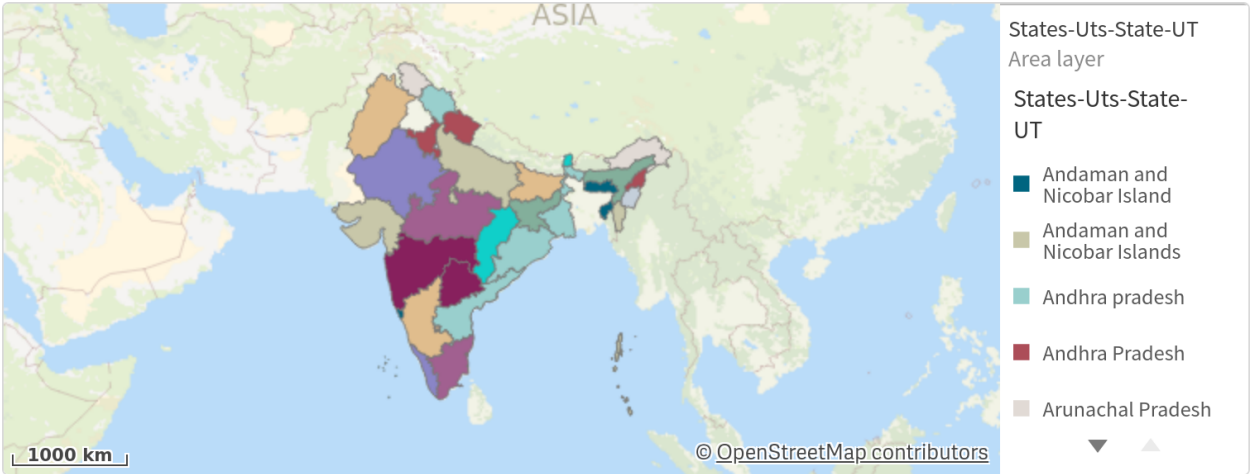 ASIA
1000 km
© OpenStreetMap contributors
States-Uts-State-UT
Area layer
States-Uts-State-
UT
Andaman and
Nicobar Island
Andaman and
Nicobar Islands
Andhra pradesh
Andhra Pradesh
Arunachal Pradesh